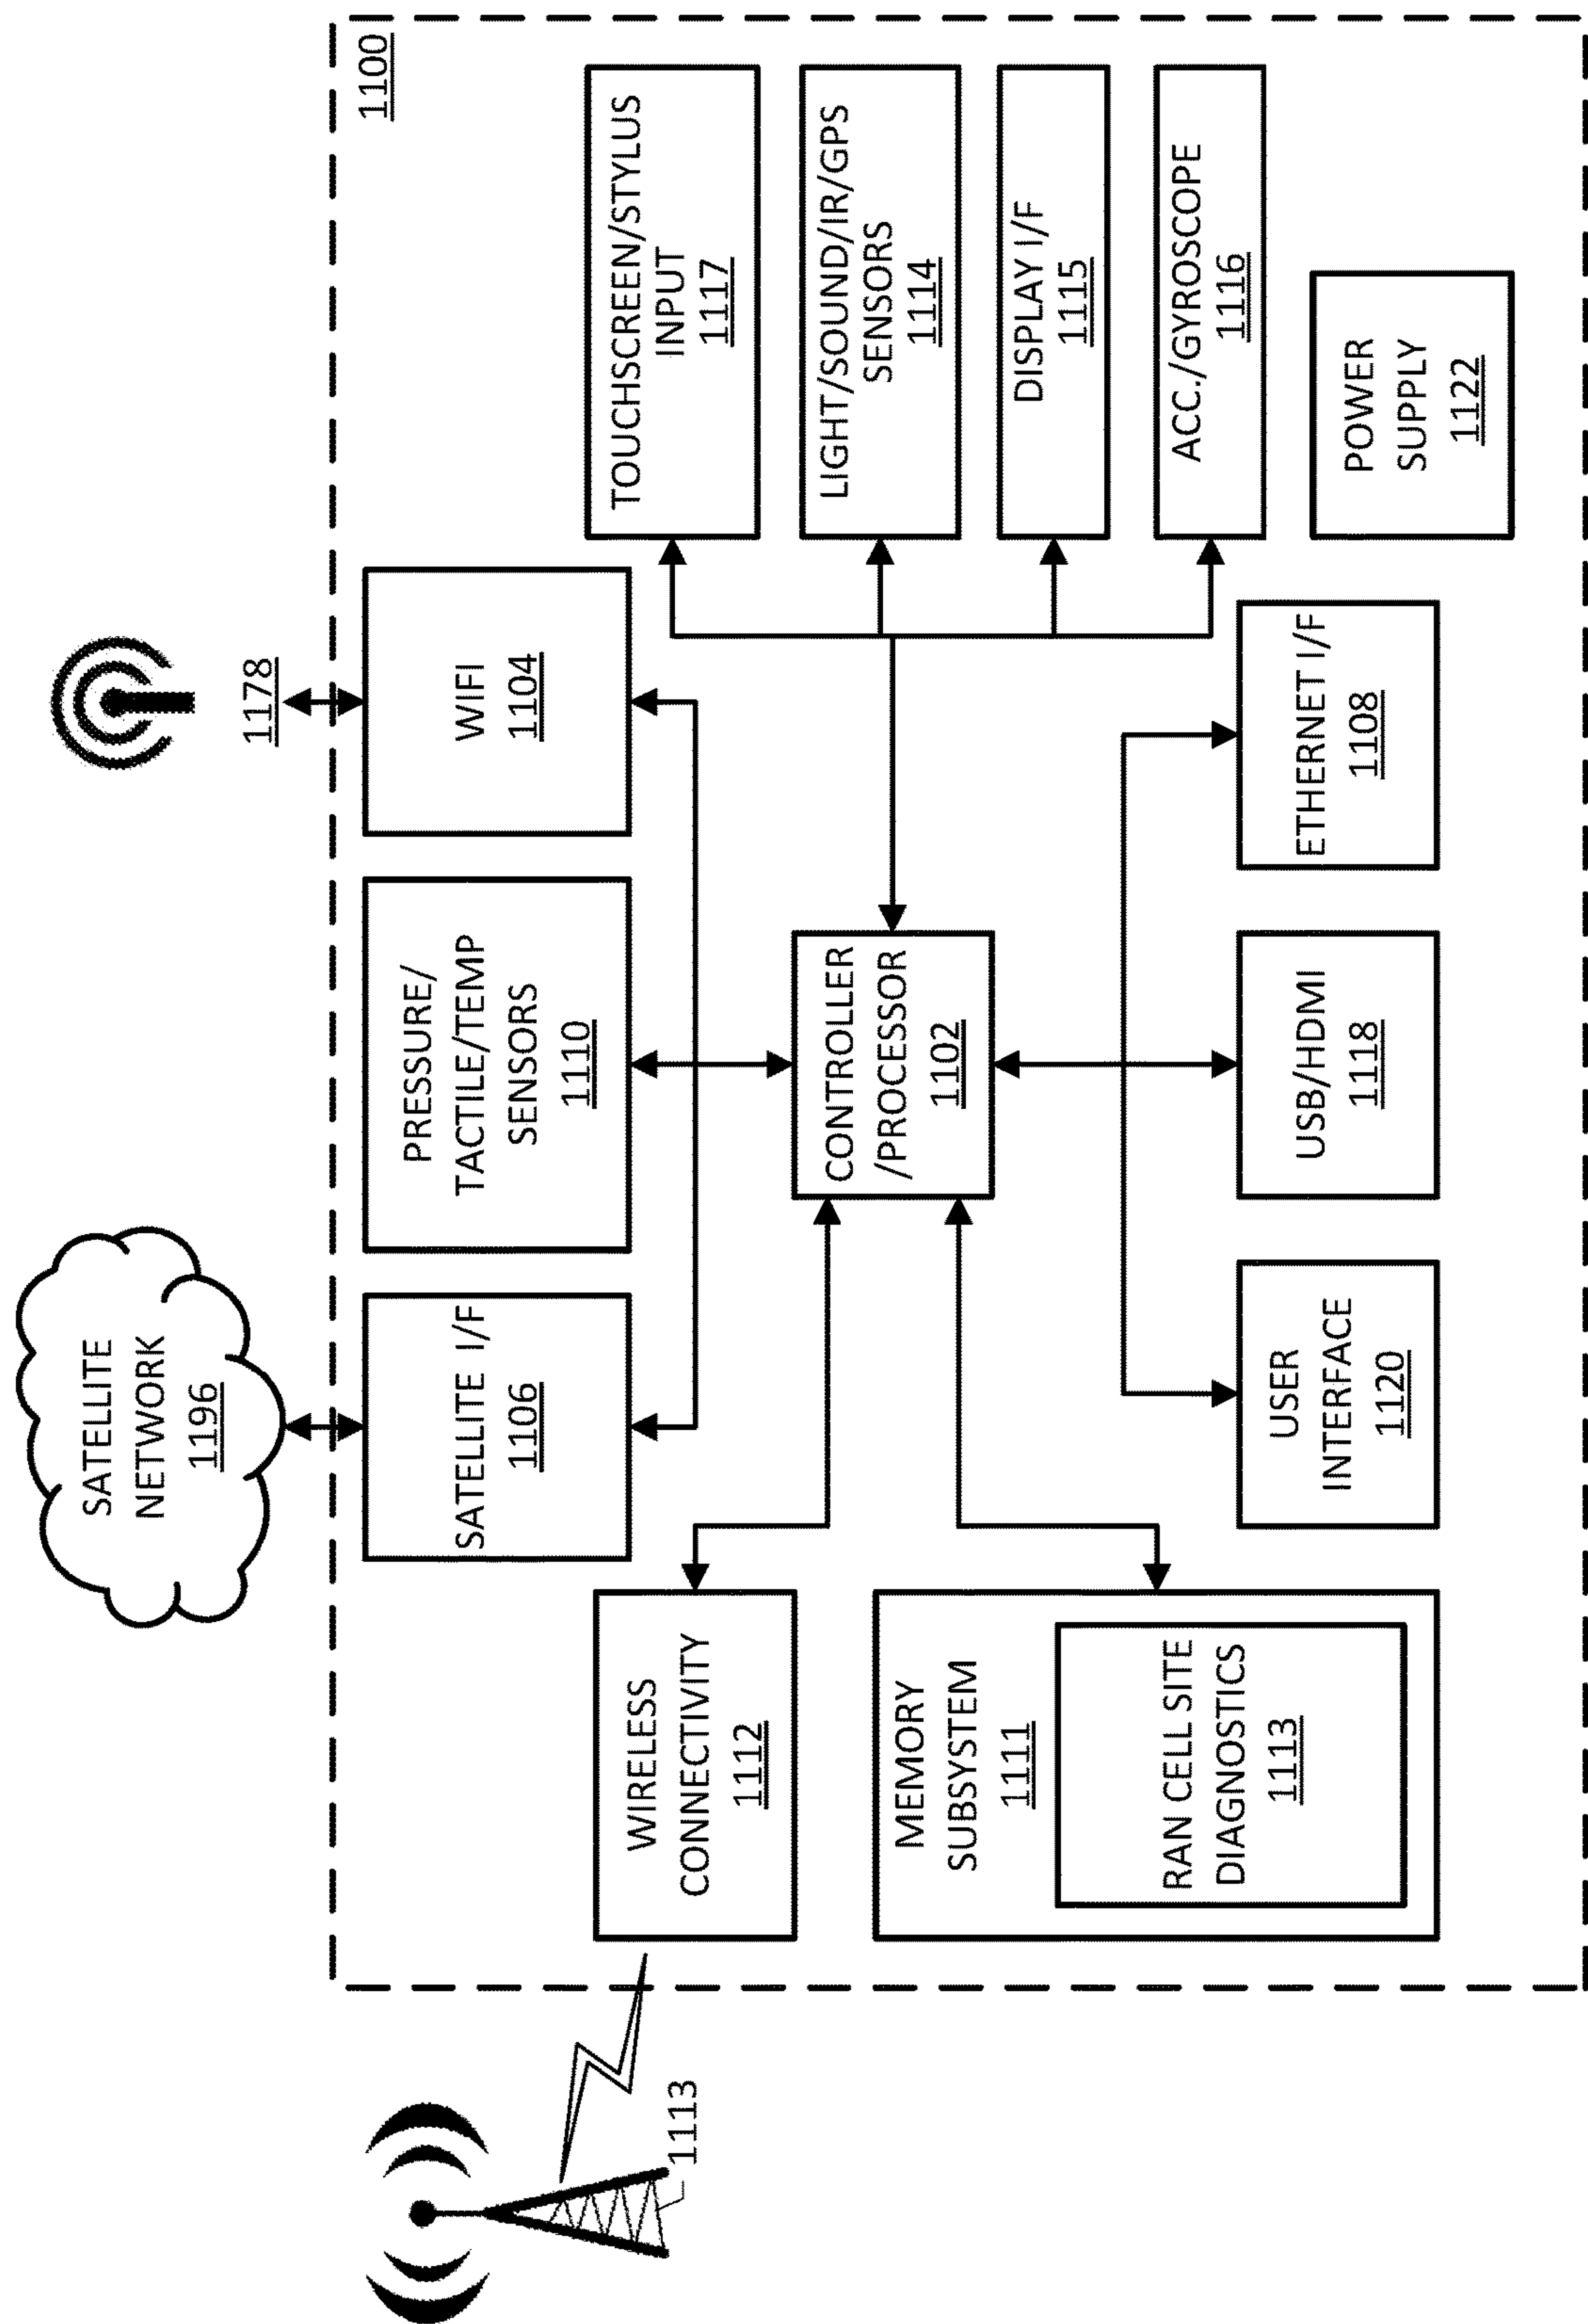 1100
SATELLITE
NETWORK
1196
1178
SATELLITE I/F
1106
PRESSURE/
TACTILE/TEMP
SENSORS
1110
WIFI
1104
TOUCHSCREEN/STYLUS
INPUT
1117
WIRELESS
CONNECTIVITY
1112
1113
LIGHT/SOUND/IR/GPS
SENSORS
1114
CONTROLLER
/PROCESSOR
1102
MEMORY
SUBSYSTEM
1111
RAN CELL SITE
DIAGNOSTICS
1113
DISPLAY I/F
1115
ACC./GYROSCOPE
1116
USER
INTERFACE
1120
USB/HDMI
1118
ETHERNET I/F
1108
POWER
SUPPLY
1122